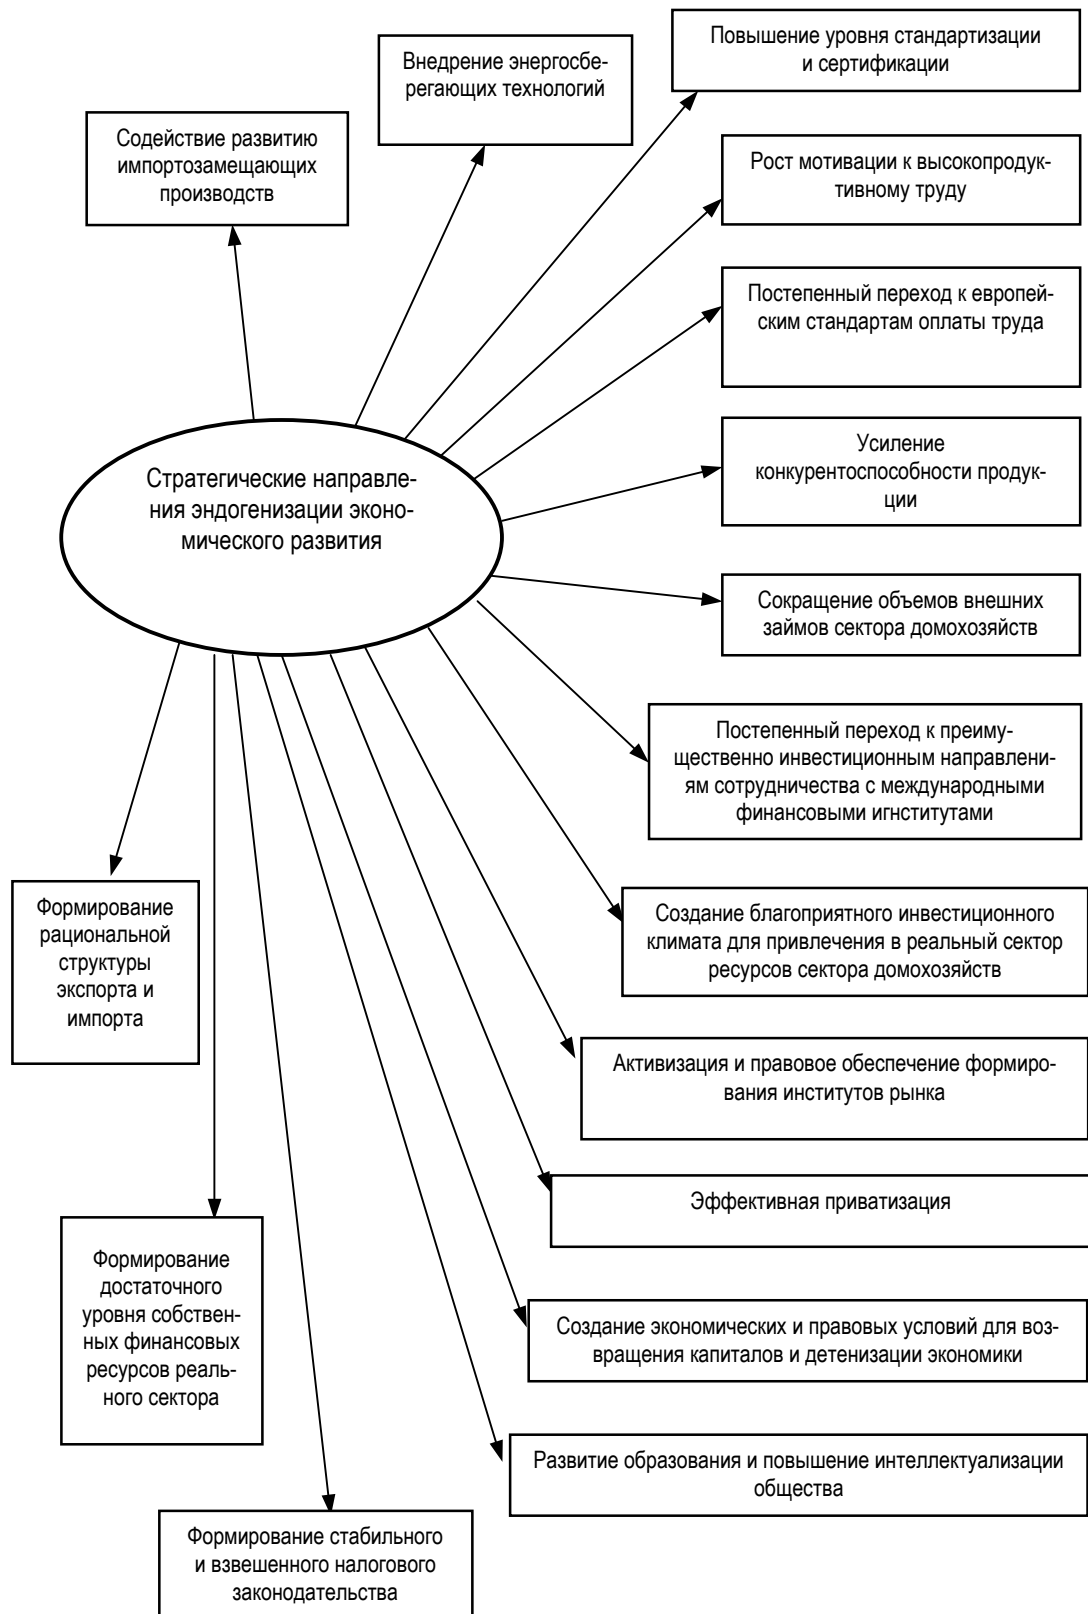 Повышение уровня стандартизации
и сертификации
Внедрение энергосбе-
регающих технологий
Содействие развитию
импортозамещающих
производств
Рост мотивации к высокопродук-
тивному труду
Постепенный переход к европей-
ским стандартам оплаты труда
Усиление
конкурентоспособности продук-
ции
Стратегические направле-
ния эндогенизации эконо-
мического развития
Сокращение объемов внешних
займов сектора домохозяйств
Постепенный переход к преиму-
щественно инвестиционным направлени-
ям сотрудничества с международными
финансовыми игнститутами
Создание благоприятного инвестиционного
климата для привлечения в реальный сектор
ресурсов сектора домохозяйств
Формирование
рациональной
структуры
экспорта и
импорта
Активизация и правовое обеспечение формиро-
вания институтов рынка
Эффективная приватизация
Формирование
достаточного
уровня собствен-
ных финансовых
ресурсов реаль-
ного сектора
Создание экономических и правовых условий для воз-
вращения капиталов и детенизации экономики
Развитие образования и повышение интеллектуализации
общества
Формирование стабильного
и взвешенного налогового
законодательства